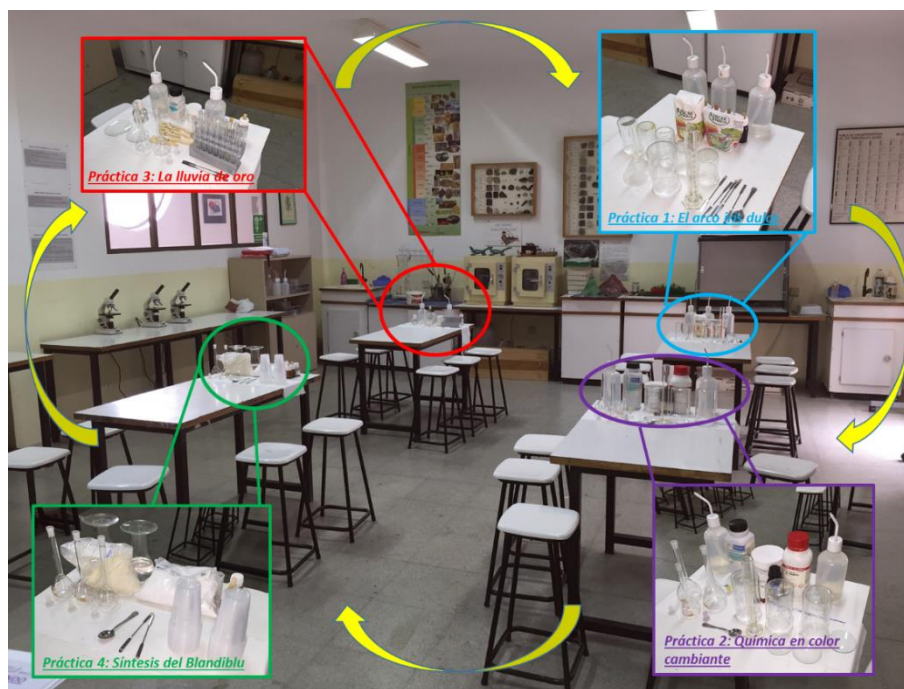 Práctica 3: La lluvia de oro
Práctica 1: El arco iris dulce
Práctica 4: Síntesis del Blandiblu
Práctica 2: Química en color
cambiante